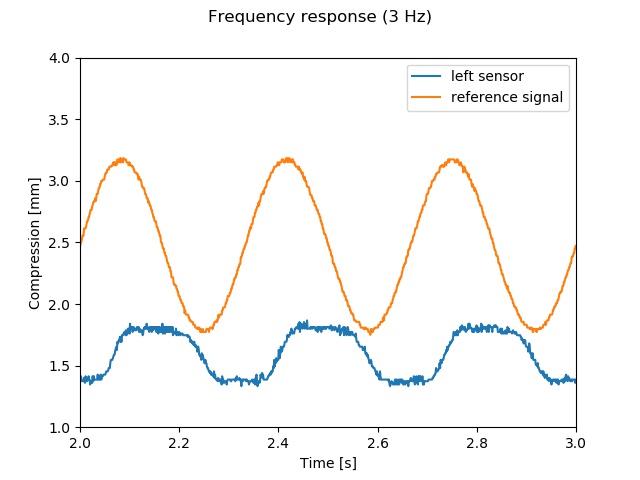 Frequency response (3 Hz)
4.0
3.5
3.0
2.5
2.0
1.5
1.0
Compression [mm]
left sensor
reference signal
2.0 2.2 2.4 2.6 2.8 3.0
Time [s]